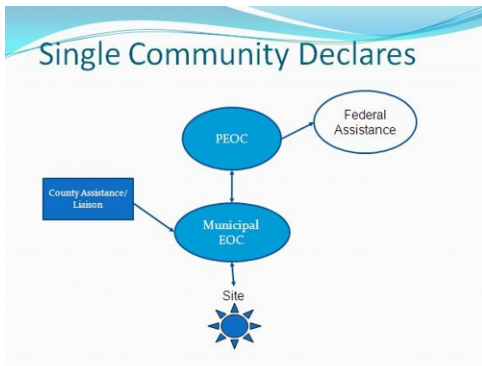 Single Community Declares
Federal
Assistance
PEOC
County Assistance/
Liaison
Municipal
EOC
Site